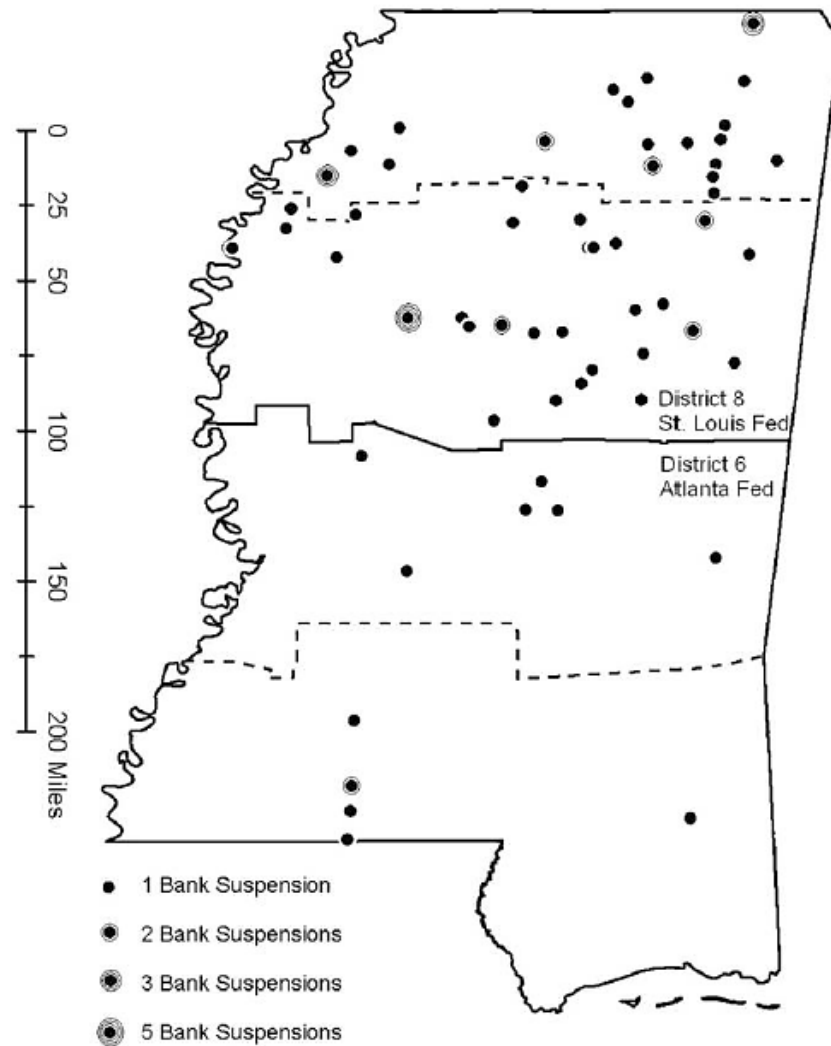 0
25
50
100
150
200 Miles
District 8
St. Louis Fed
District 6
Atlanta Fed
1 Bank Suspension
2 Bank Suspensions
3 Bank Suspensions
5 Bank Suspensions